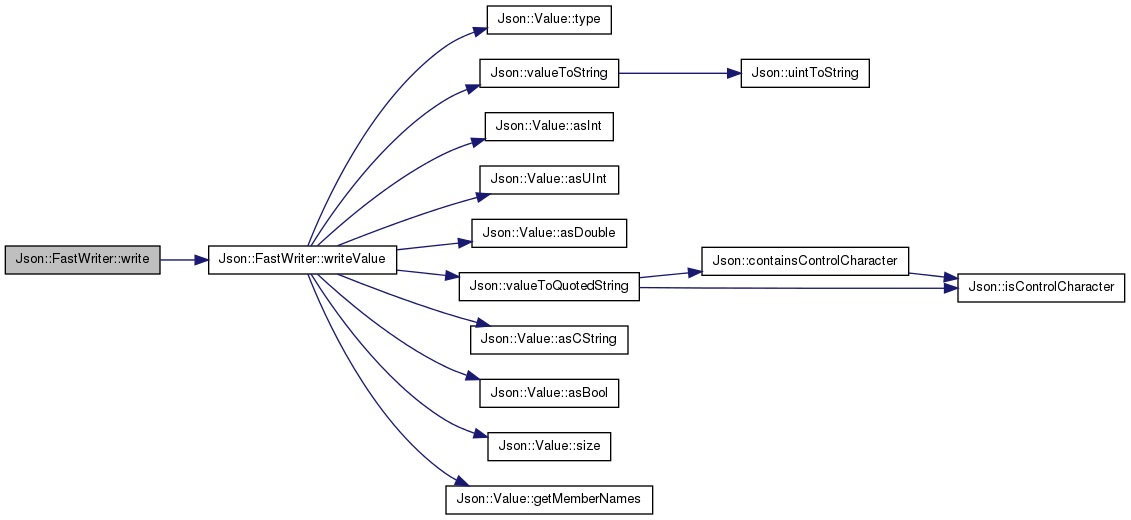 Json::Value::type
Json::valueToString
Json::uintToString
Json::Value::asInt
Json::Value::asUInt
Json::Value::asDouble
Json::FastWriter::write
Json::FastWriter::writeValue
Json::valueToQuotedString
Json::containsControlCharacter
Json::isControlCharacter
Json::Value::asCString
Json::Value::asBool
Json::Value::size
Json::Value::getMemberNames